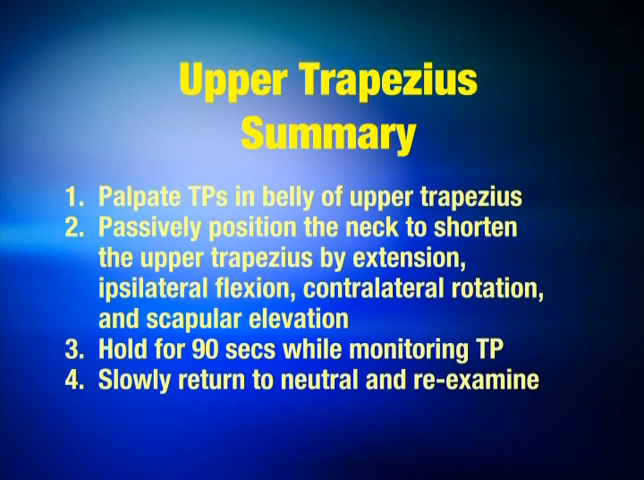 Upper Trapezius
Summary
1. Palpate TPs in belly of upper trapezius
2. Passively position the neck to shorten
the upper trapezius by extension,
ipsilateral flexion, contralateral rotation,
and scapular elevation
3. Hold for 90 secs while monitoring TP
4. Slowly return to neutral and re-examine